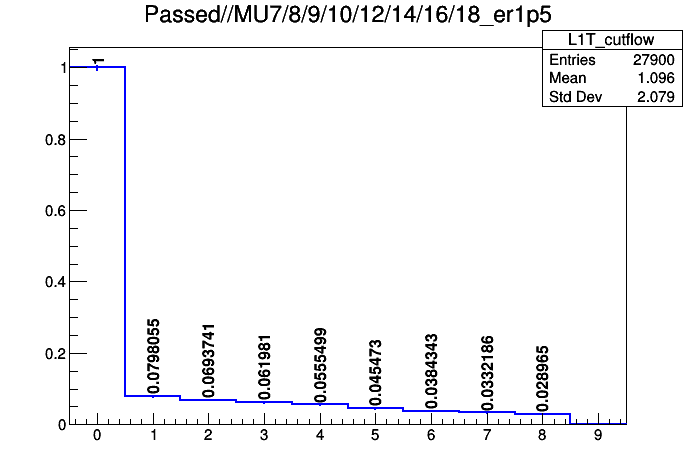 Passed//MU7/8/9/10/12/14/16/18_er1p5
L1T_cutflow
Entries 27900
Mean 1.096
Std Dev 2.079
1
0.8
0.6
0.4
0.2
0
1
0.0798055
0.0693741
0.061981
0.0555499
0.045473
0.0384343
0.0332186
0.028965
0 1 2 3 4 5 6 7 8 9